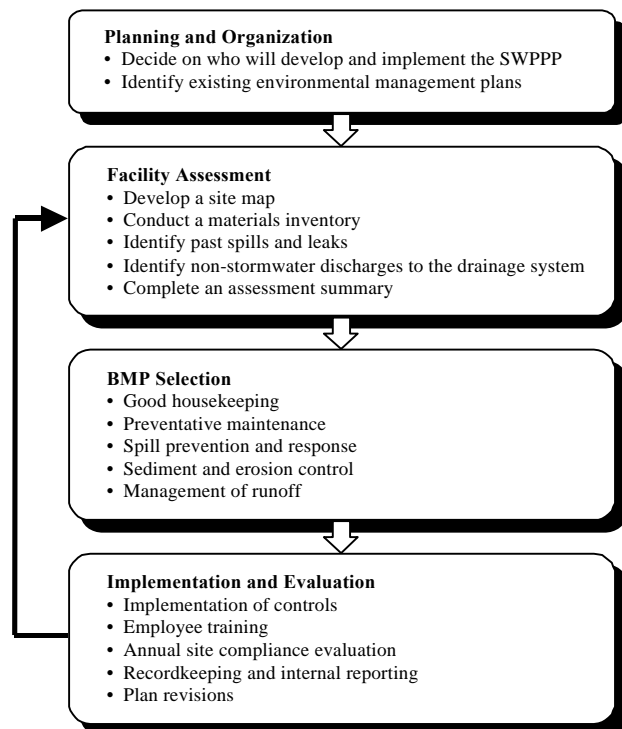 Planning and Organization
• Decide on who will develop and implement the SWPPP
• Identify existing environmental management plans
Facility Assessment
• Develop a site map
• Conduct a materials inventory
• Identify past spills and leaks
• Identify non-stormwater discharges to the drainage system
• Complete an assessment summary
BMP Selection
• Good housekeeping
• Preventative maintenance
• Spill prevention and response
• Sediment and erosion control
• Management of runoff
Implementation and Evaluation
• Implementation of controls
• Employee training
• Annual site compliance evaluation
• Recordkeeping and internal reporting
• Plan revisions